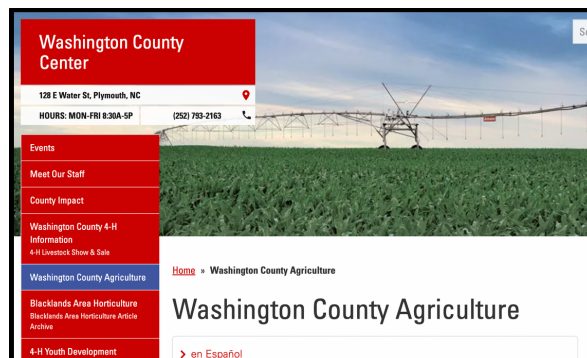 Washington County
Center
Se
128 E Water St, Plymouth, NC
HOURS: MON-FRI 8:30A-5P
(252) 793-2163
Events
Meet Our Staff
County Impact
Washington County 4-H
Information
4-H Livestock Show & Sale
Washington County Agriculture
Blacklands Area Horticulture
Blacklands Area Horticulture Article
Archive
4-H Youth Development
Home » Washington County Agriculture
Washington County Agriculture
en Español